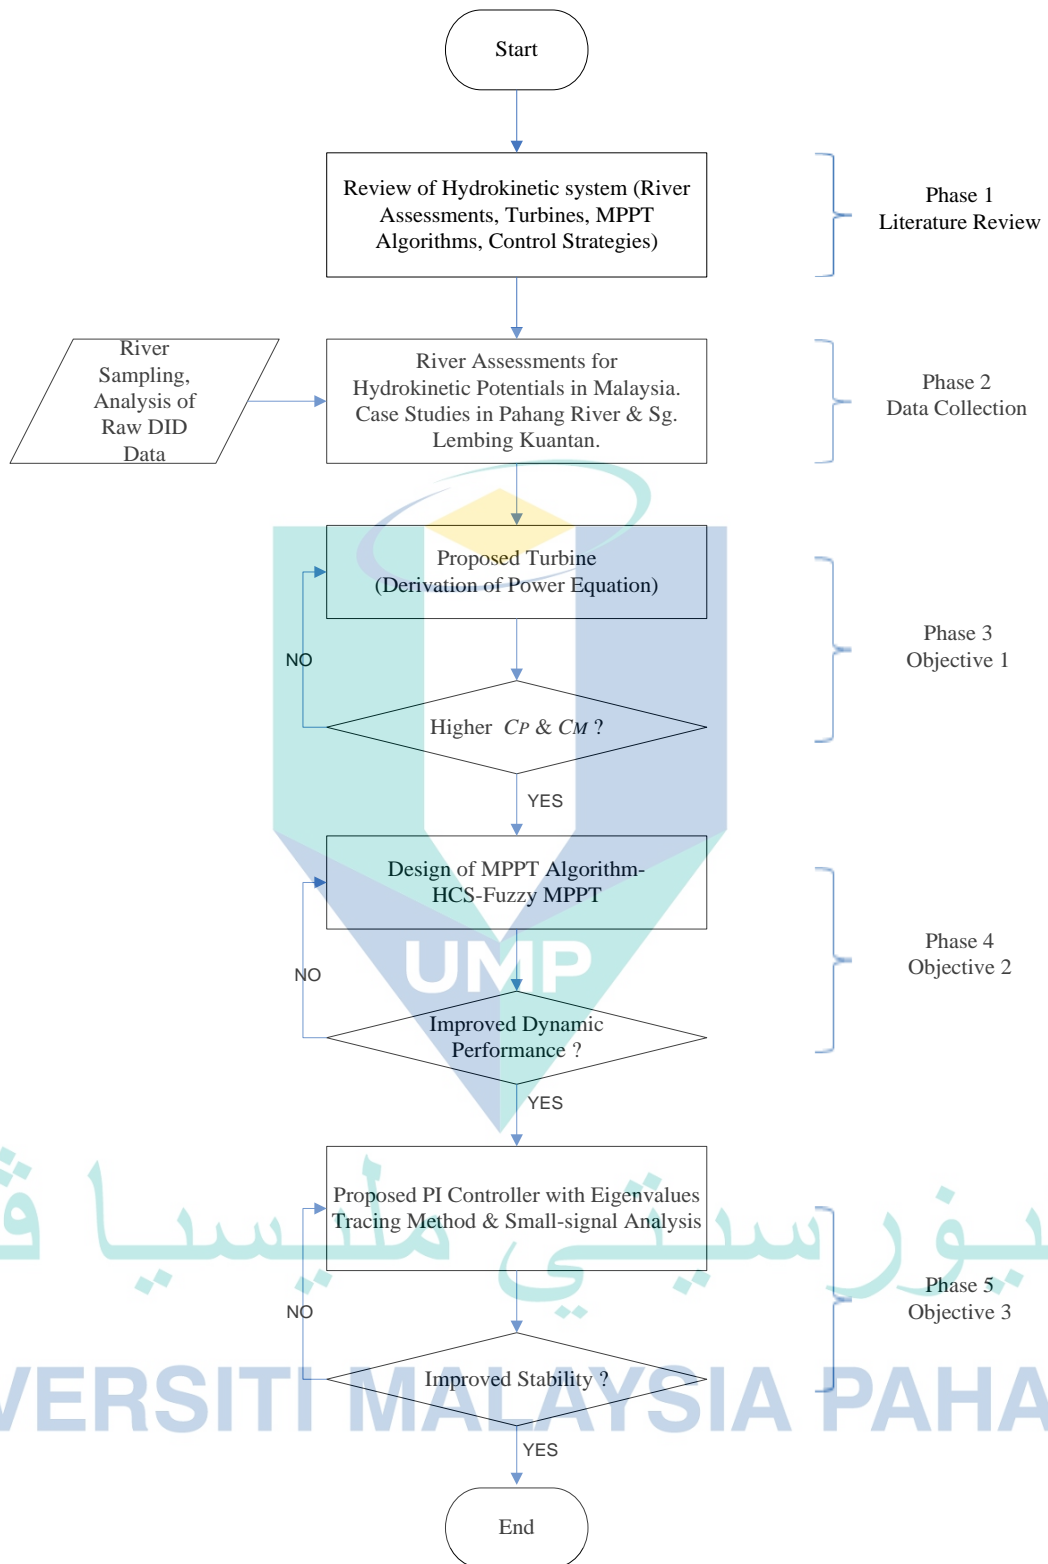 Start
Review of Hydrokinetic system (River
Assessments, Turbines, MPPT
Algorithms, Control Strategies)
Phase 1
Literature Review
River
Sampling,
Analysis of
Raw DID
Data
River Assessments for
Hydrokinetic Potentials in Malaysia.
Case Studies in Pahang River & Sg.
Lembing Kuantan.
Phase 2
Data Collection
Proposed Turbine
(Derivation of Power Equation)
NO
Higher CP & CM ?
YES
Phase 3
Objective 1
Design of MPPT Algorithm-
HCS-Fuzzy MPPT
NO
UMP
Improved Dynamic
Performance ?
YES
Phase 4
Objective 2
Proposed PI Controller with Eigenvalues
Tracing Method & Small-signal Analysis
يورسيتي مليسيا ڤ
NO
Improved Stability ?
YES
Phase 5
Objective 3
VERSITI MALAYSIA PAHA
End